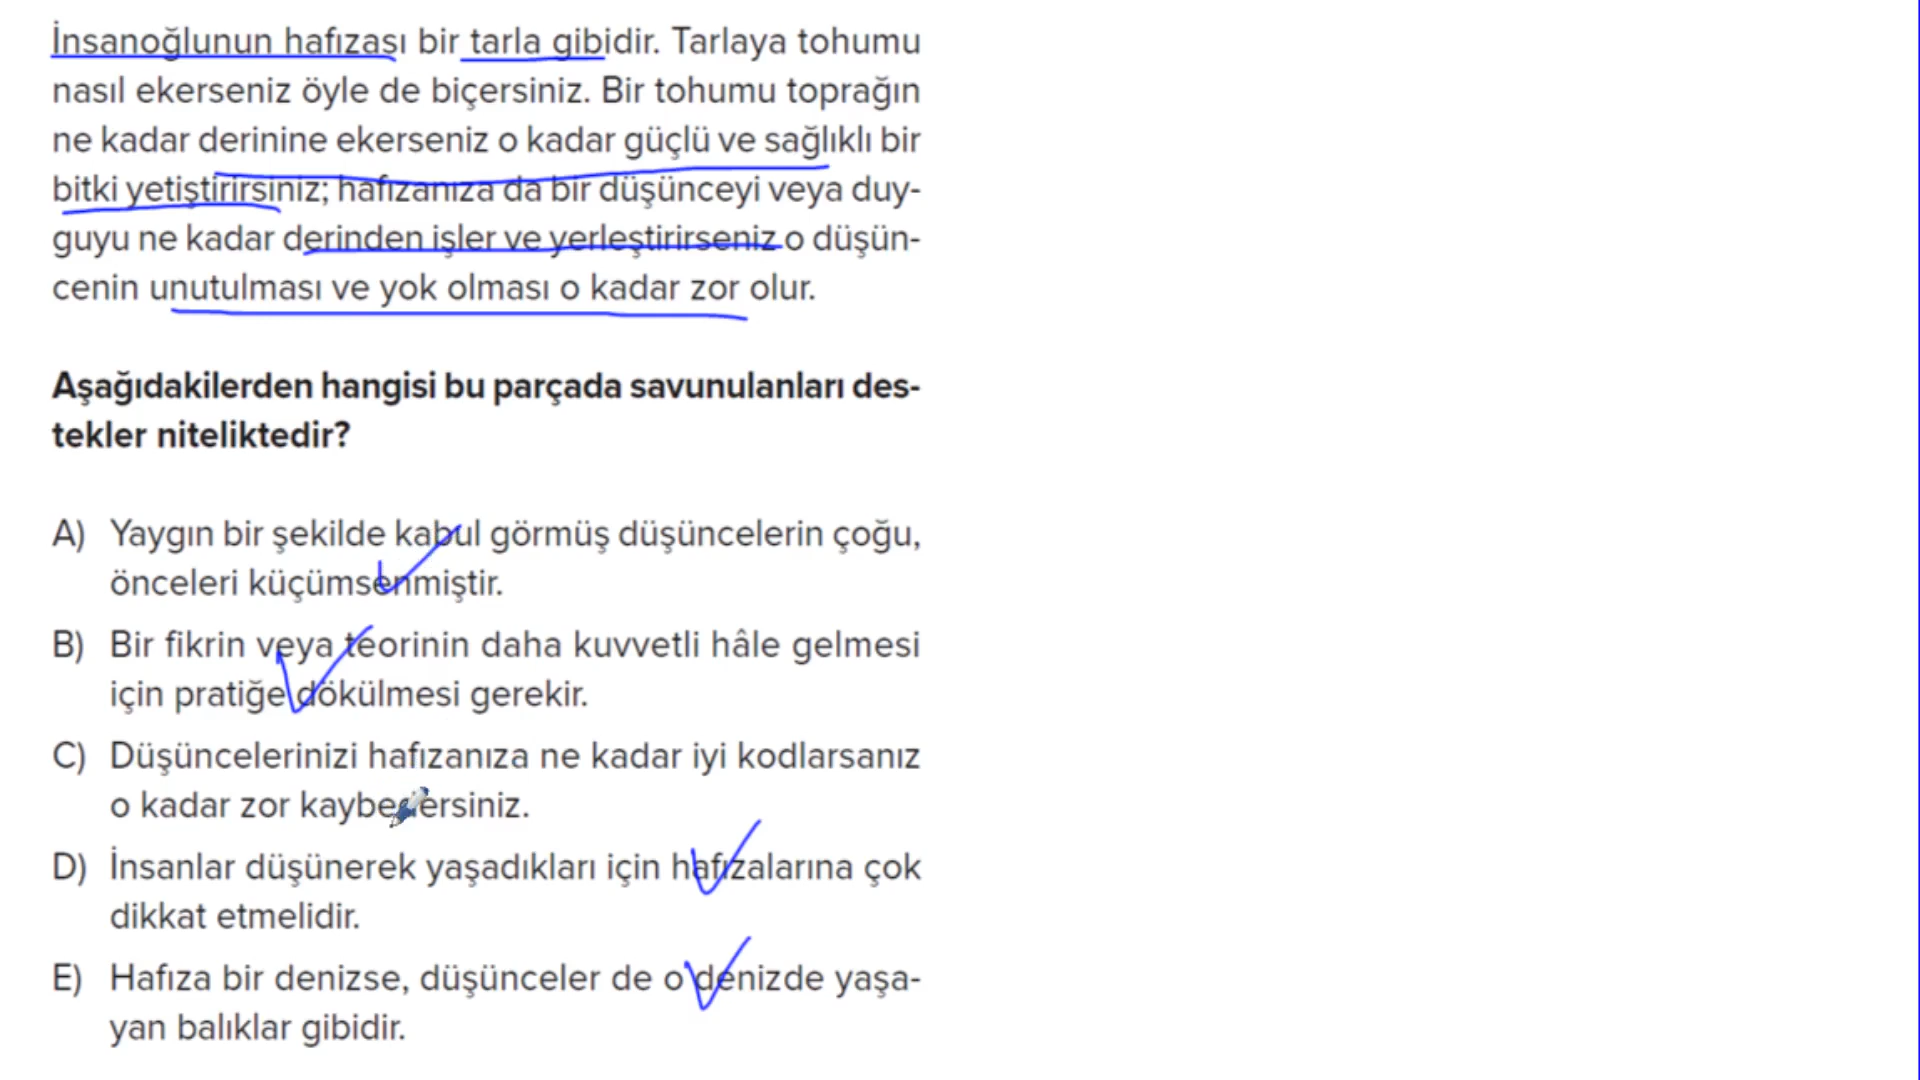 İnsanoğlunun hafızası bir tarla gibidir. Tarlaya tohumu
nasıl ekerseniz öyle de biçersiniz. Bir tohumu toprağın
ne kadar derinine ekerseniz o kadar güçlü ve sağlıklı bir
bitki yetiştirirsiniz; hafızanıza da bir düşünceyi veya duy-
guyu ne kadar derinden işler ve yerleştirirseniz o düşün-
cenin unutulması ve yok olması o kadar zor olur.
Aşağıdakilerden hangisi bu parçada savunulanları des-
tekler niteliktedir?
A) Yaygın bir şekilde kabul görmüş düşüncelerin çoğu,
önceleri küçümsenmiştir.
B) Bir fikrin veya teorinin daha kuvvetli hâle gelmesi
için pratiğe dökülmesi gerekir.
C) Düşüncelerinizi hafızanıza ne kadar iyi kodlarsanız
o kadar zor kaybedersiniz.
D) İnsanlar düşünerek yaşadıkları için hafızalarına çok
dikkat etmelidir.
E) Hafıza bir denizse, düşünceler de o denizde yaşa-
yan balıklar gibidir.